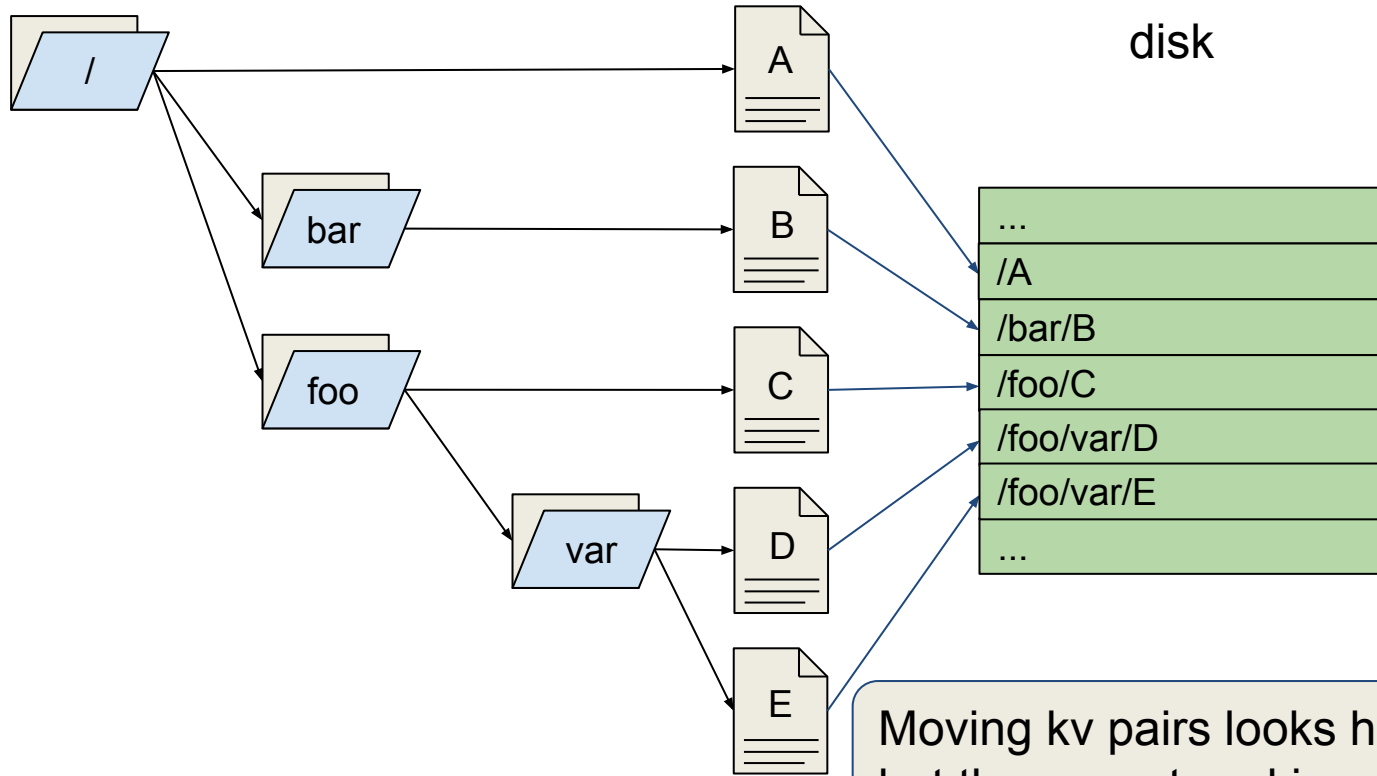 /
A
disk
bar
B
...
/A
/bar/B
/foo/C
/foo/var/D
/foo/var/E
...
foo
C
var
D
E
Moving kv pairs looks